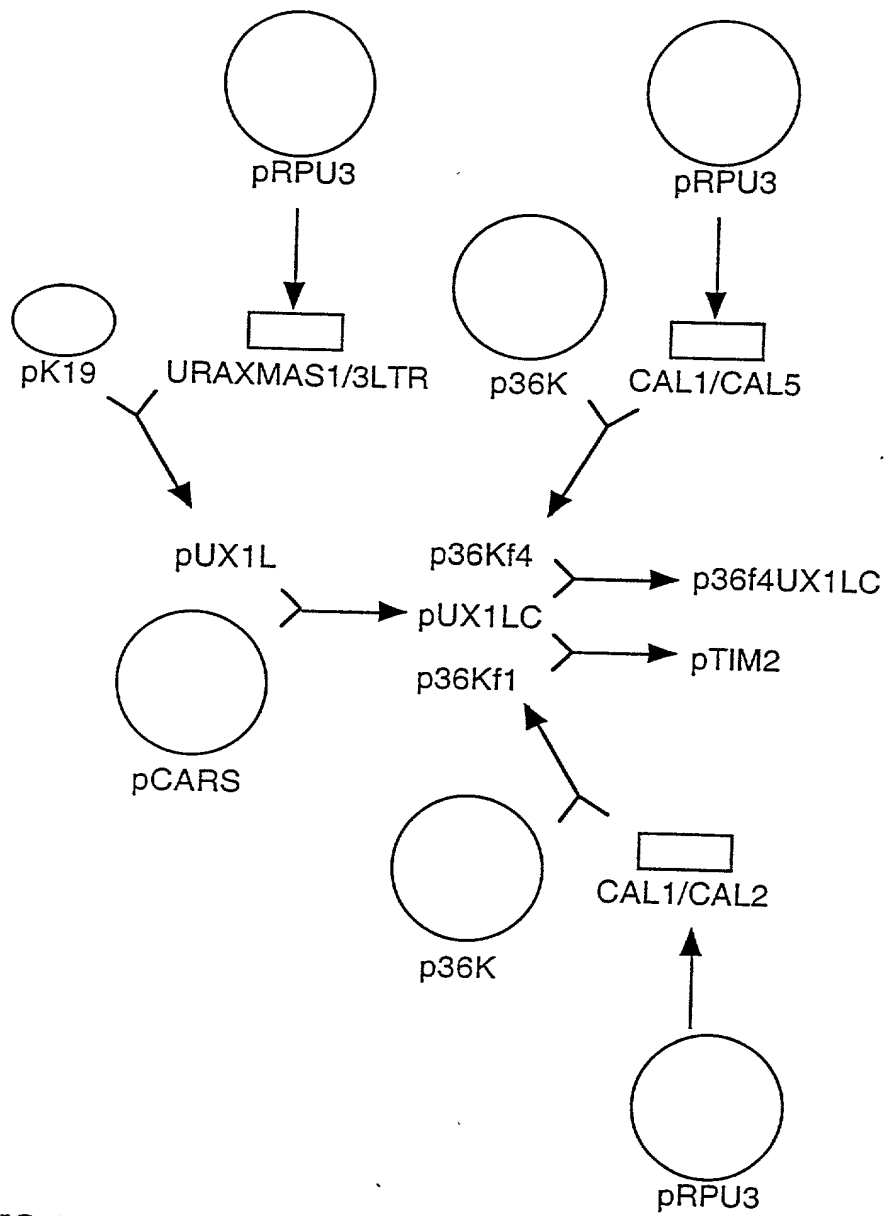 pRPU3
pRPU3
pK19
URAXMAS1/3LTR
p36K
CAL1/CAL5
pUX1L
p36Kf4
p36f4UX1LC
pUX1LC
pTIM2
p36Kf1
pCARS
CAL1/CAL2
p36K
pRPU3